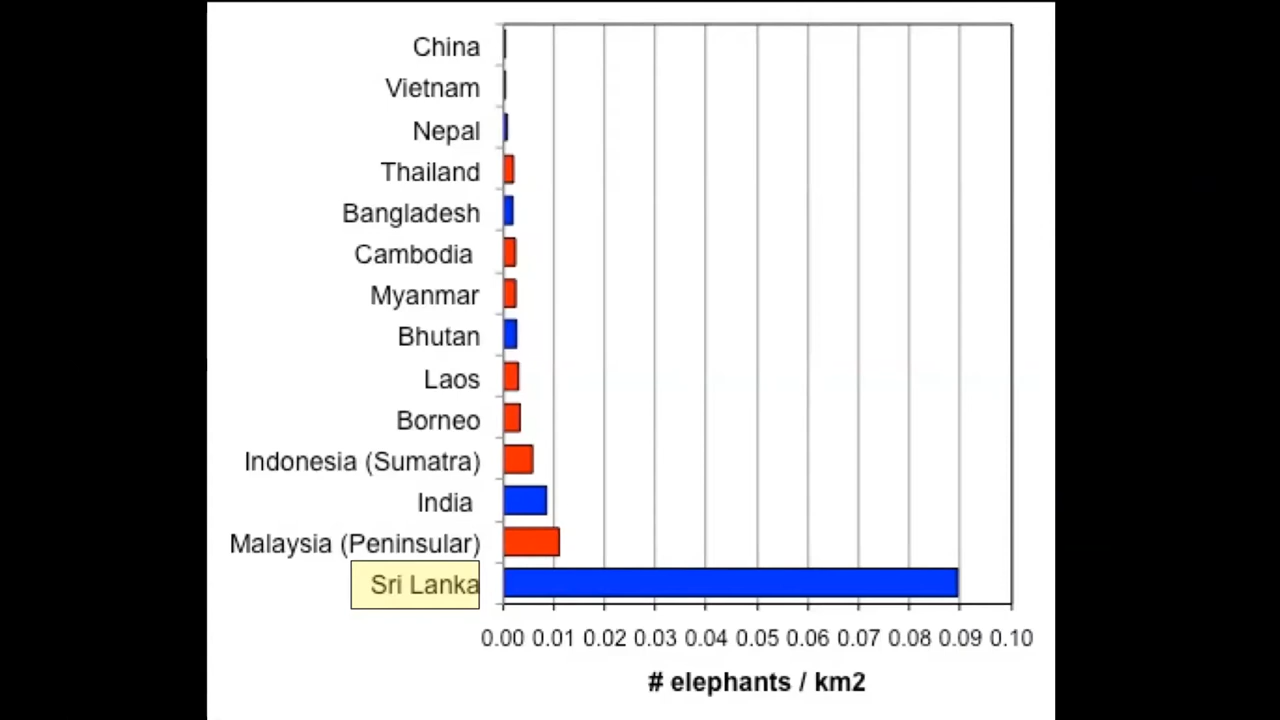 China
Vietnam
Nepal
Thailand
Bangladesh
Cambodia
Myanmar
Bhutan
Laos
Borneo
Indonesia (Sumatra)
India
Malaysia (Peninsular)
Sri Lanka
0.00 0.01 0.02 0.03 0.04 0.05 0.06 0.07 0.08 0.09 0.10
# elephants / km2